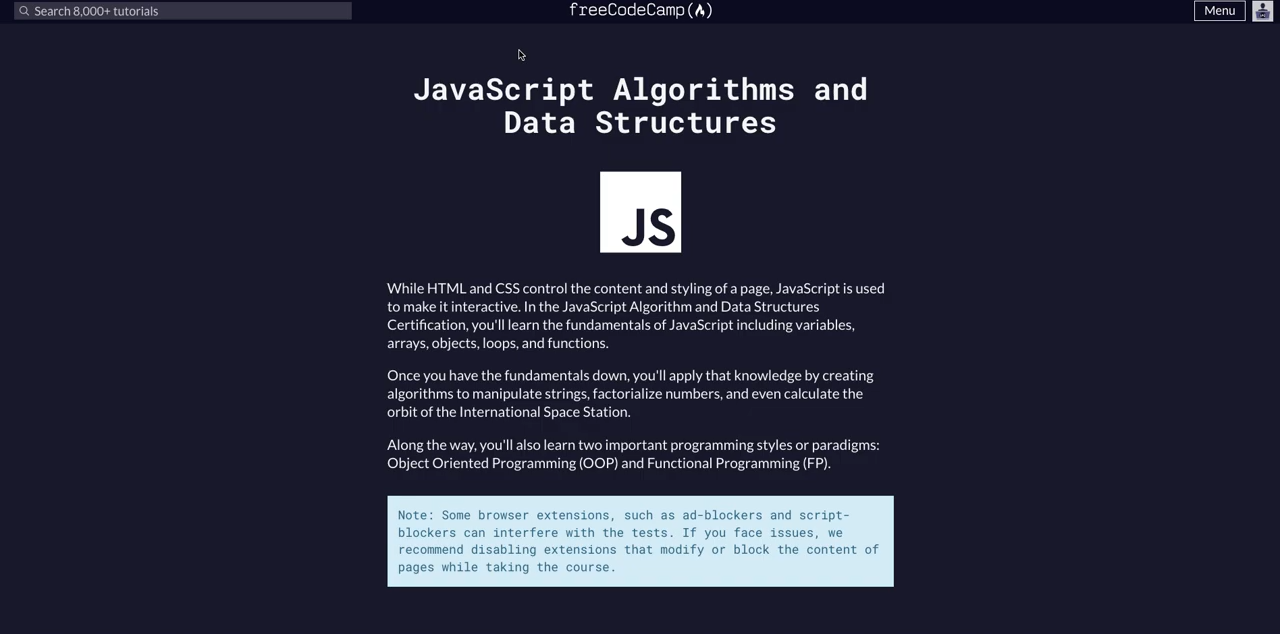 Search 8,000+ tutorials
freeCodeCamp(🔥)
Menu
JavaScript Algorithms and
Data Structures
JS
While HTML and CSS control the content and styling of a page, JavaScript is used
to make it interactive. In the JavaScript Algorithm and Data Structures
Certification, you'll learn the fundamentals of JavaScript including variables,
arrays, objects, loops, and functions.
Once you have the fundamentals down, you'll apply that knowledge by creating
algorithms to manipulate strings, factorialize numbers, and even calculate the
orbit of the International Space Station.
Along the way, you'll also learn two important programming styles or paradigms:
Object Oriented Programming (OOP) and Functional Programming (FP).
Note: Some browser extensions, such as ad-blockers and script-
blockers can interfere with the tests. If you face issues, we
recommend disabling extensions that modify or block the content of
pages while taking the course.